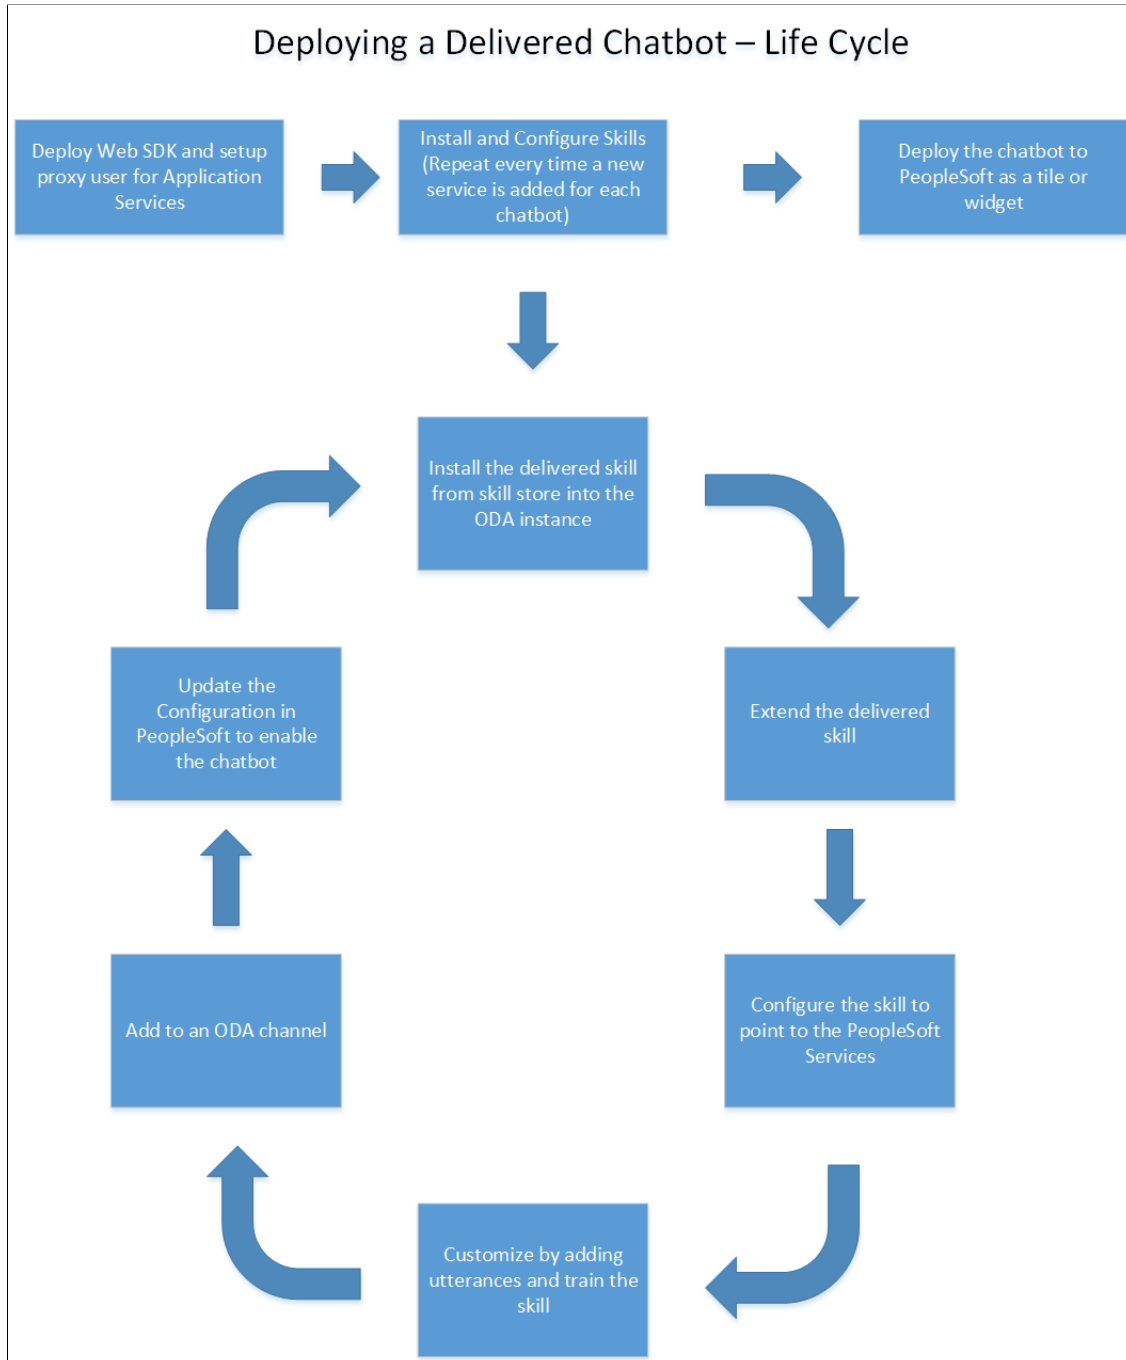 Deploying a Delivered Chatbot – Life Cycle
Deploy Web SDK and setup
proxy user for Application
Services
Install and Configure Skills
(Repeat every time a new
service is added for each
chatbot)
Deploy the chatbot to
PeopleSoft as a tile or
widget
Install the delivered skill
from skill store into the
ODA instance
Extend the delivered
skill
Configure the skill to
point to the PeopleSoft
Services
Customize by adding
utterances and train the
skill
Add to an ODA channel
Update the
Configuration in
PeopleSoft to enable
the chatbot